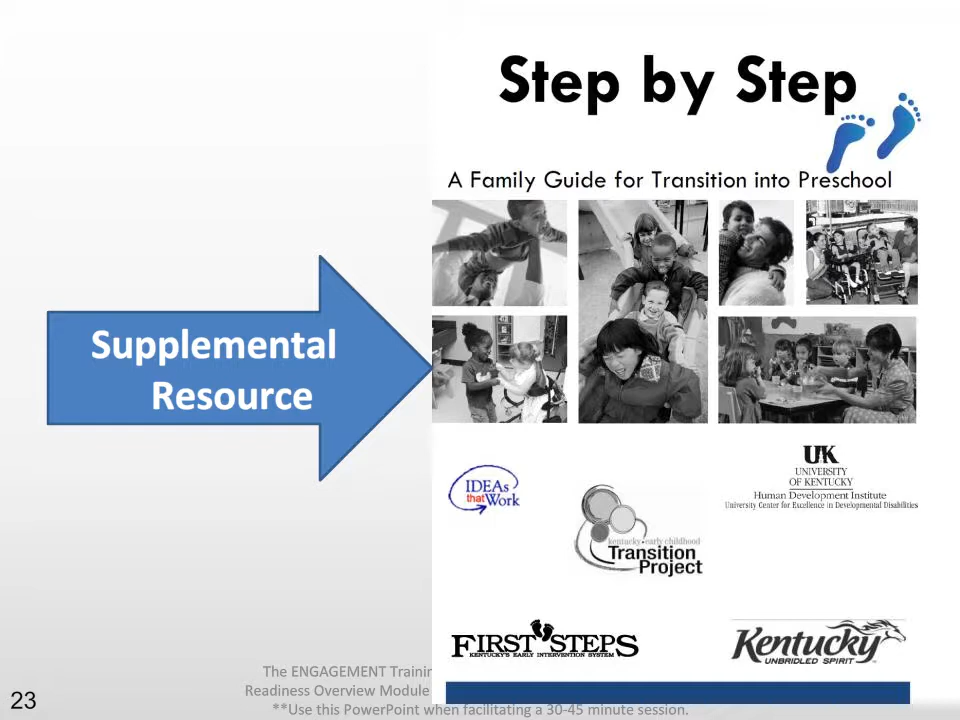 Step by Step
A Family Guide for Transition into Preschool
Supplemental
Resource
IDEAs
that Work
UK
UNIVERSITY
OF KENTUCKY
Human Development Institute
University Center for Excellence in Developmental Disabilities
kentucky early childhood
Transition
Project
FIRST STEPS
KENTUCKY'S EARLY INTERVENTION SYSTEM
Kentucky
UNBRIDLED SPIRIT
The ENGAGEMENT
Readiness Overview Module
**Use this PowerPoint when facilitating a 30-45 minute session.
23